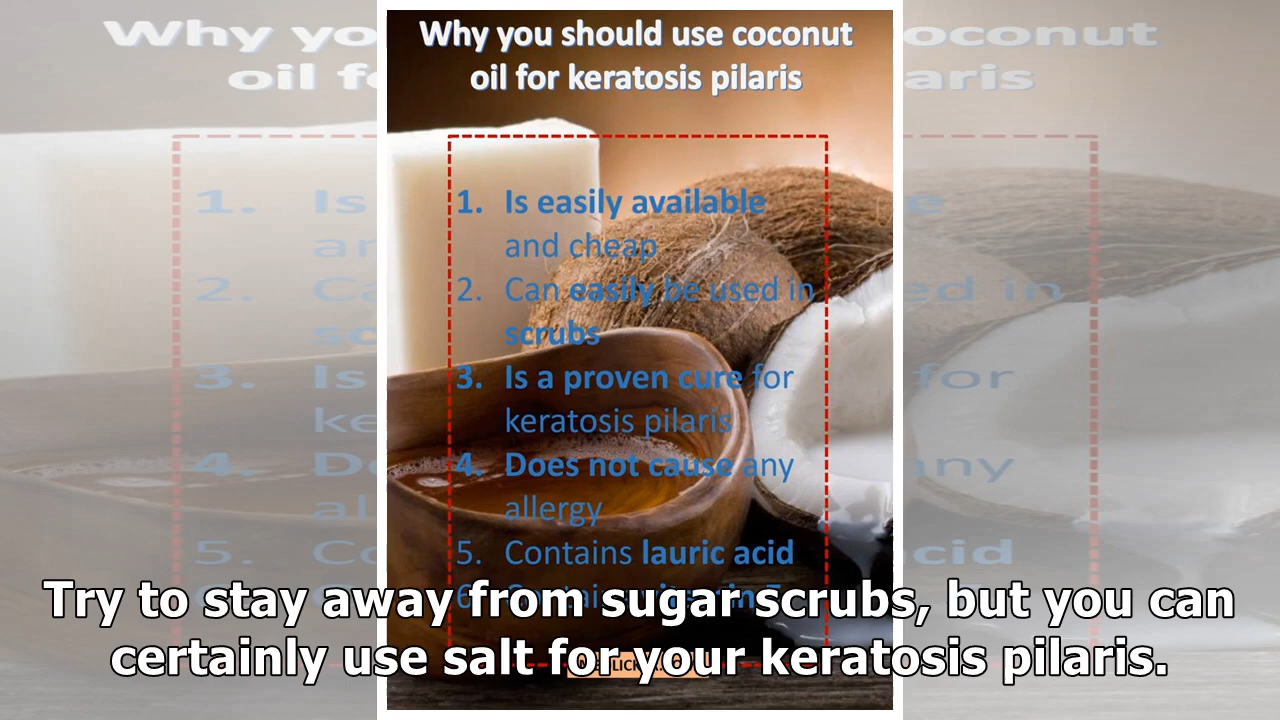 Why you should use coconut
oil for keratosis pilaris
1. Is easily available
and cheap
2. Can easily be used in
scrubs
3. Is a proven cure for
keratosis pilaris
4. Does not cause any
allergy
5. Contains lauric acid
6.
Try to stay away from sugar scrubs, but you can
certainly use salt for your keratosis pilaris.